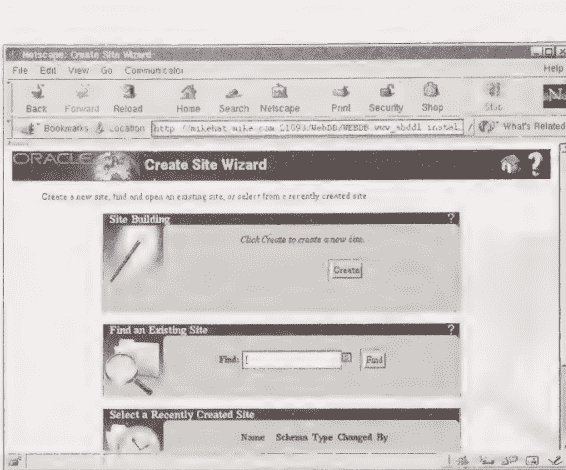 Netscape: Create Site Wizard
File Edit View Go Communicator Help
Back Forward Reload Home Search Netscape Print Security Shop Stop
Bookmarks Location What's Related
ORACLE Create Site Wizard ?
Create a new site, find and open an existing site, or select from a recently created site
Site Building ?
Click Create to create a new site.
Create
Find an Existing Site ?
Find: Find
Select a Recently Created Site
Name Schema Type Changed By